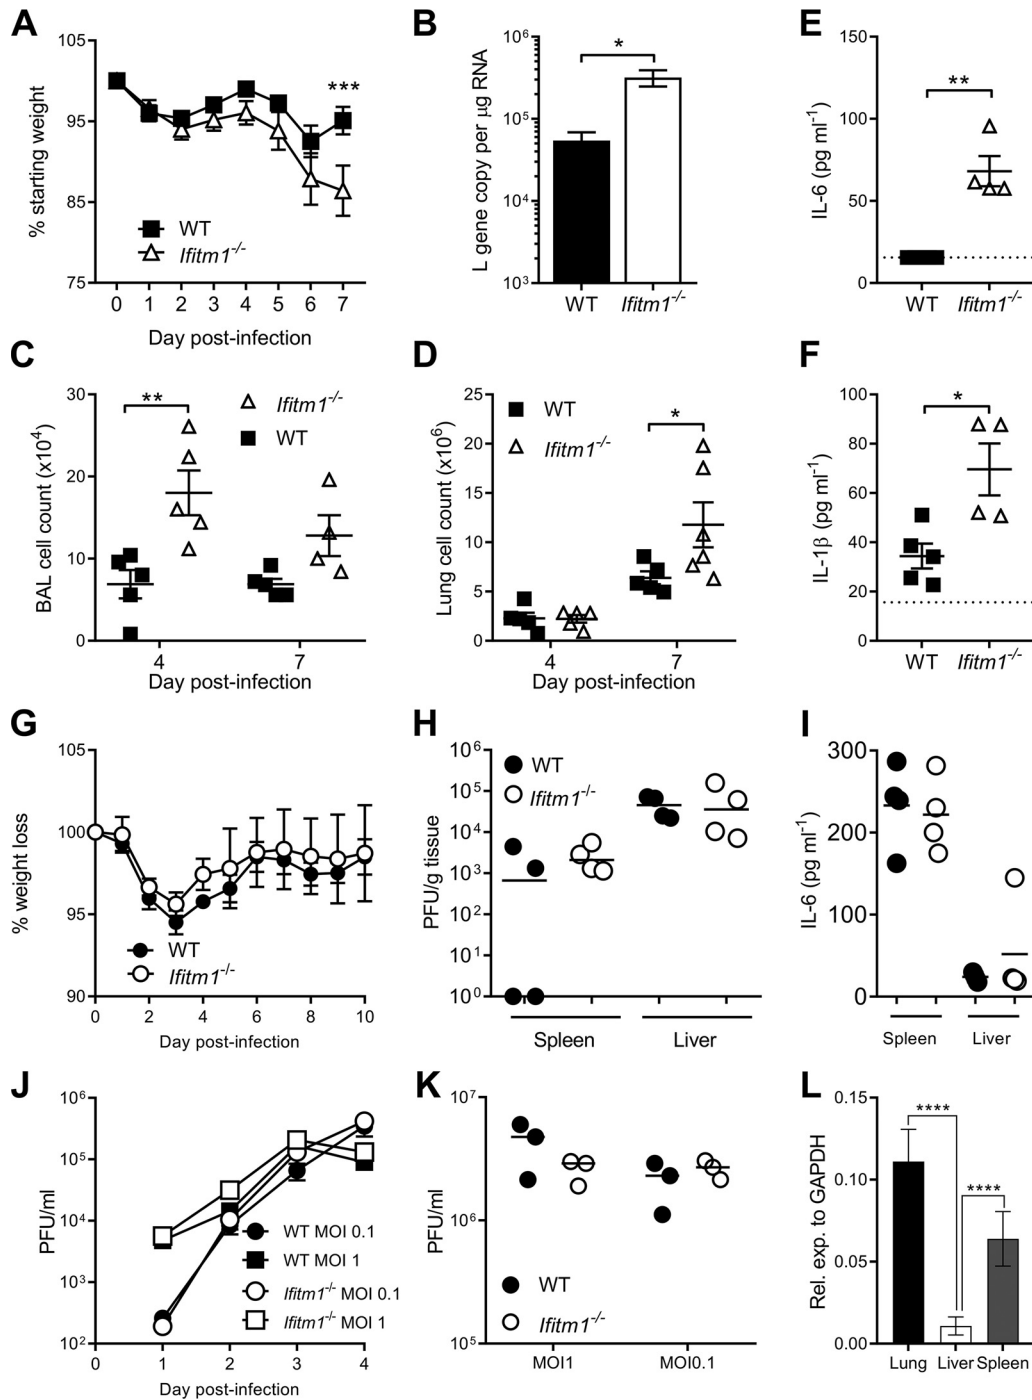 A
105
95
85
75
% starting weight
***
WT
Ifitm1-/-
0 1 2 3 4 5 6 7
Day post-infection
B
10^6
10^5
10^4
10^3
L gene copy per µg RNA
*
WT Ifitm1-/-
E
150
100
50
0
IL-6 (pg ml-1)
**
WT Ifitm1-/-
C
30
20
10
0
BAL cell count (x10^4)
**
Ifitm1-/-
WT
4 7
Day post-infection
D
25
20
15
10
5
0
Lung cell count (x10^6)
WT
Ifitm1-/-
*
4 7
Day post-infection
F
100
80
60
40
20
0
IL-1β (pg ml-1)
*
WT Ifitm1-/-
G
105
100
95
90
% weight loss
WT
Ifitm1-/-
0 2 4 6 8 10
Day post-infection
H
10^6
10^5
10^4
10^3
10^2
10^1
10^0
PFU/g tissue
WT
Ifitm1-/-
Spleen Liver
I
300
200
100
0
IL-6 (pg ml-1)
Spleen Liver
J
10^6
10^5
10^4
10^3
10^2
PFU/ml
WT MOI 0.1
WT MOI 1
Ifitm1-/- MOI 0.1
Ifitm1-/- MOI 1
0 1 2 3 4
Day post-infection
K
10^7
10^6
10^5
PFU/ml
WT
Ifitm1-/-
MOI1 MOI0.1
L
0.15
0.10
0.05
0.00
Rel. exp. to GAPDH
****
****
Lung Liver Spleen